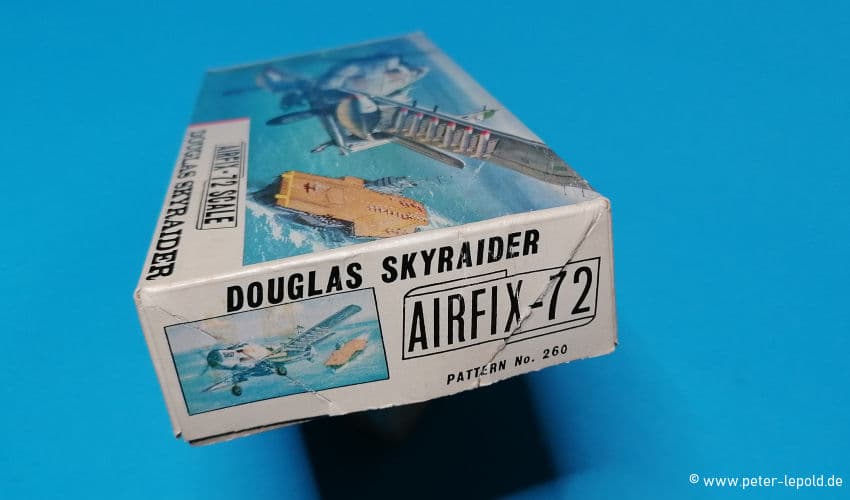 AIRFIX-72 SCALE
DOUGLAS SKYRAIDER
DOUGLAS SKYRAIDER
AIRFIX-72
PATTERN No. 260
© www.peter-lepold.de